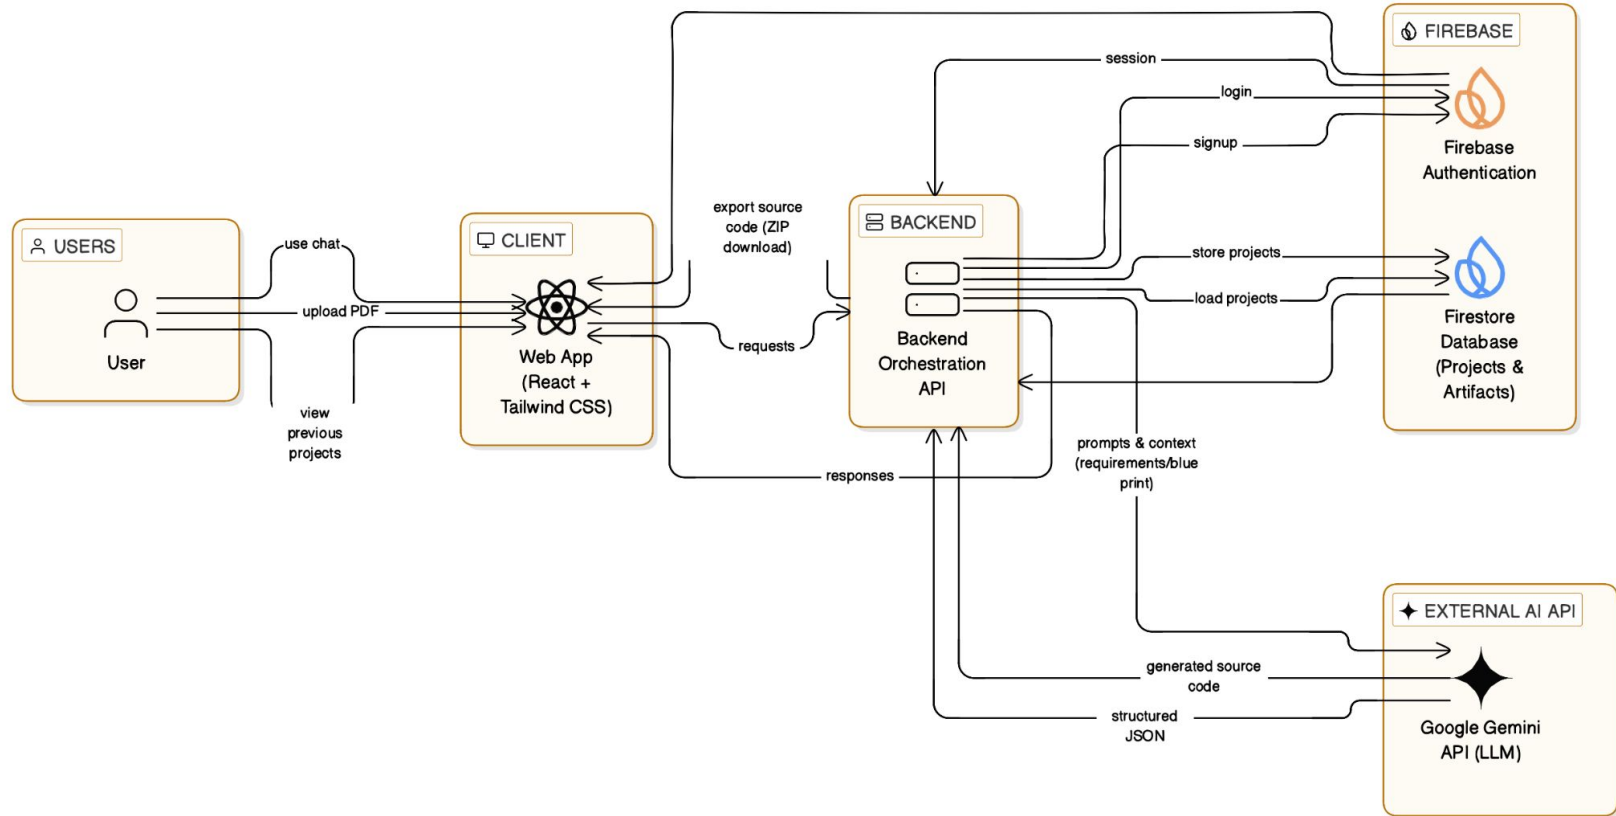 USERS
User
use chat
upload PDF
view
previous
projects
CLIENT
Web App
(React +
Tailwind CSS)
export source
code (ZIP
download)
requests
responses
BACKEND
Backend
Orchestration
API
session
login
signup
store projects
load projects
prompts & context
(requirements/blue
print)
generated source
code
structured
JSON
FIREBASE
Firebase
Authentication
Firestore
Database
(Projects &
Artifacts)
EXTERNAL AI API
Google Gemini
API (LLM)